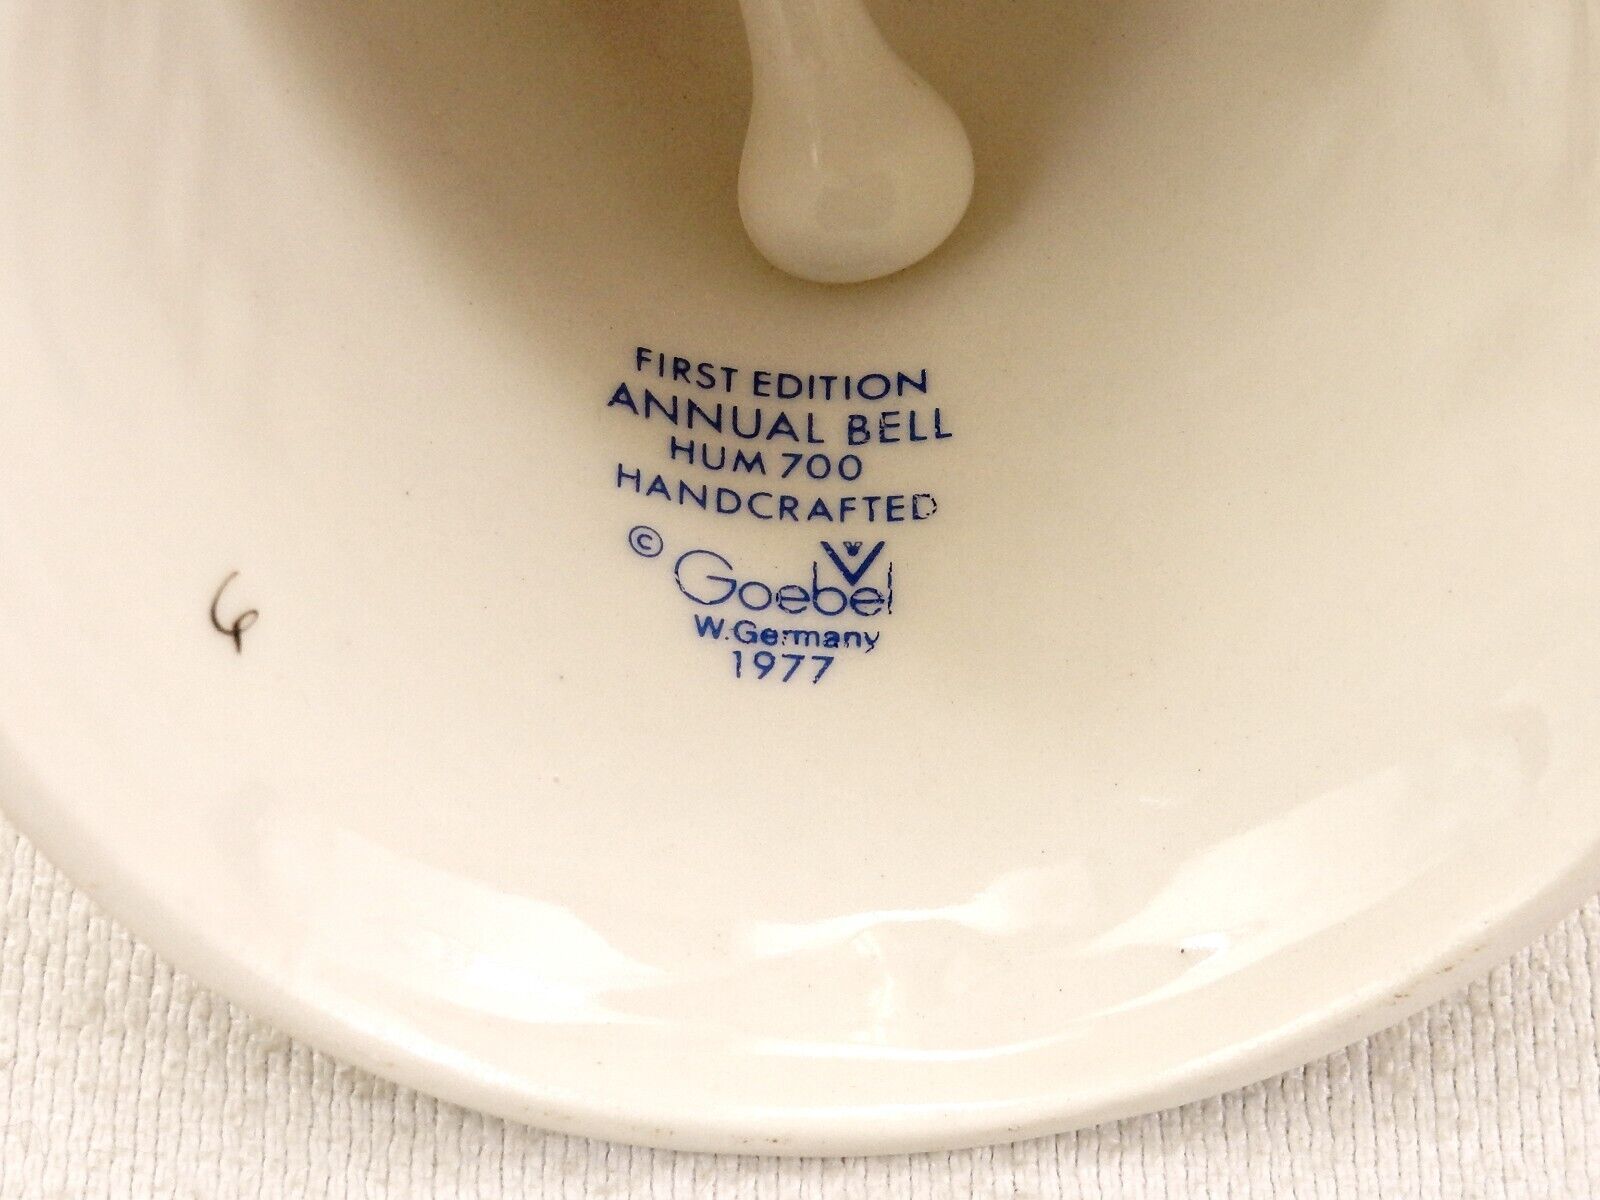 FIRST EDITION
ANNUAL BELL
HUM 700
HANDCRAFTED
© Goebel
W. Germany
1977